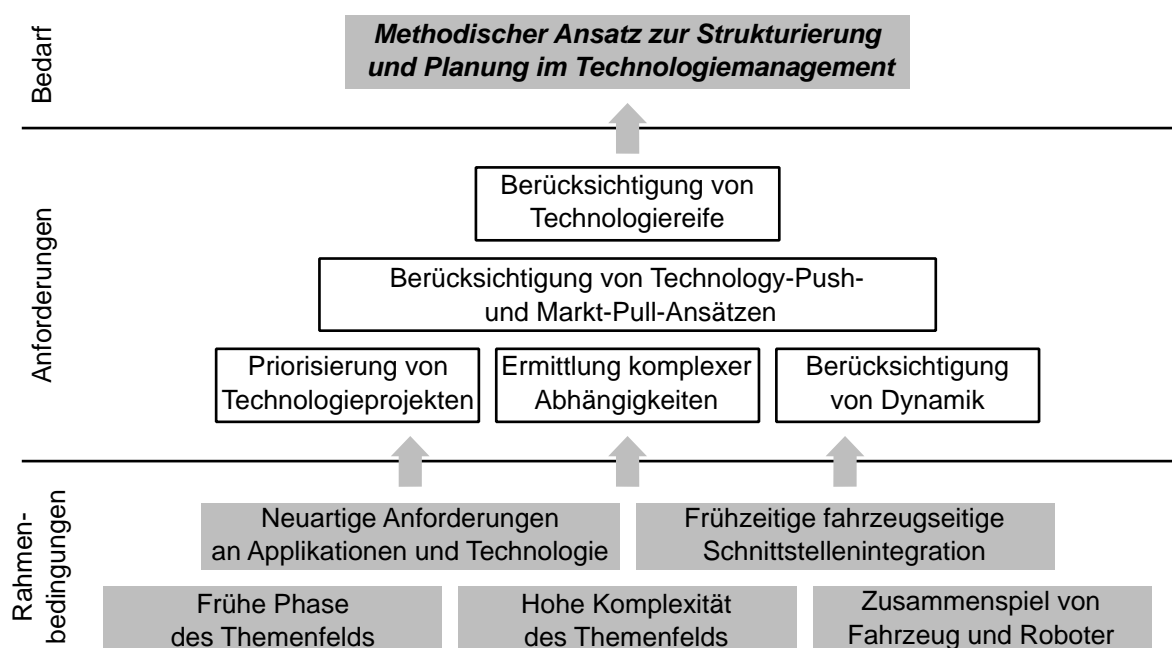 Bedarf
Methodischer Ansatz zur Strukturierung
und Planung im Technologiemanagement
Anforderungen
Berücksichtigung von
Technologiereife
Berücksichtigung von Technology-Push-
und Markt-Pull-Ansätzen
Priorisierung von
Technologieprojekten
Ermittlung komplexer
Abhängigkeiten
Berücksichtigung
von Dynamik
Rahmen-
bedingungen
Neuartige Anforderungen
an Applikationen und Technologie
Frühzeitige fahrzeugseitige
Schnittstellenintegration
Frühe Phase
des Themenfelds
Hohe Komplexität
des Themenfelds
Zusammenspiel von
Fahrzeug und Roboter